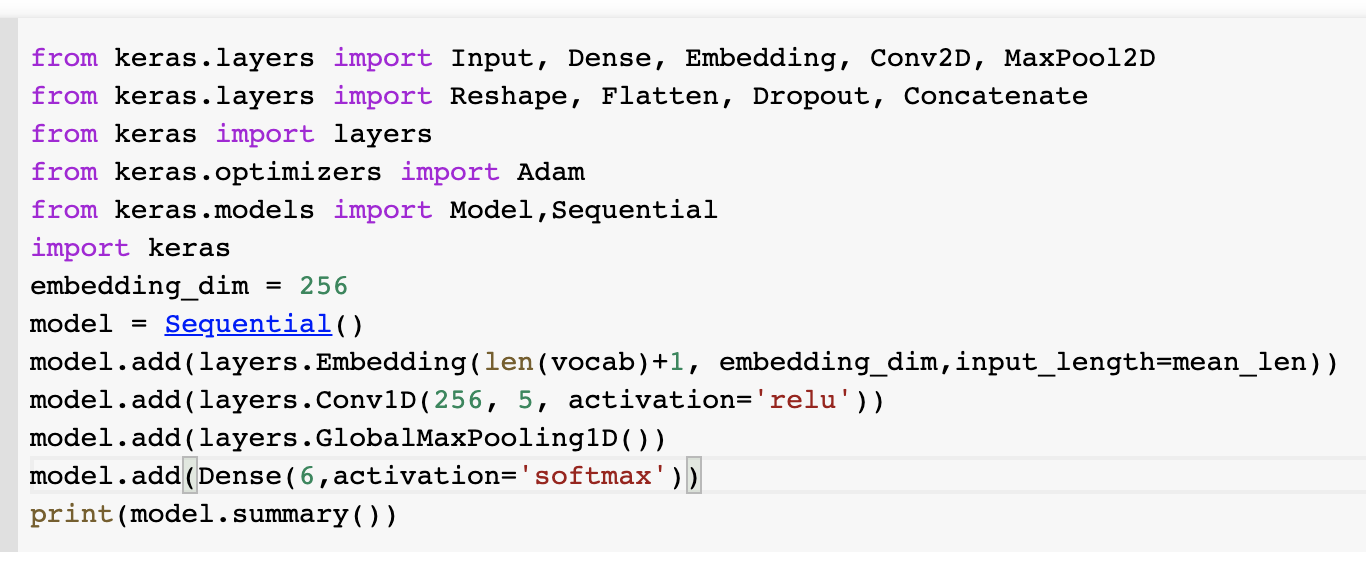 from keras.layers import Input, Dense, Embedding, Conv2D, MaxPool2D
from keras.layers import Reshape, Flatten, Dropout, Concatenate
from keras import layers
from keras.optimizers import Adam
from keras.models import Model,Sequential
import keras
embedding_dim = 256
model = Sequential()
model.add(layers.Embedding(len(vocab)+1, embedding_dim,input_length=mean_len))
model.add(layers.Conv1D(256, 5, activation='relu'))
model.add(layers.GlobalMaxPooling1D())
model.add(Dense(6,activation='softmax'))
print(model.summary())